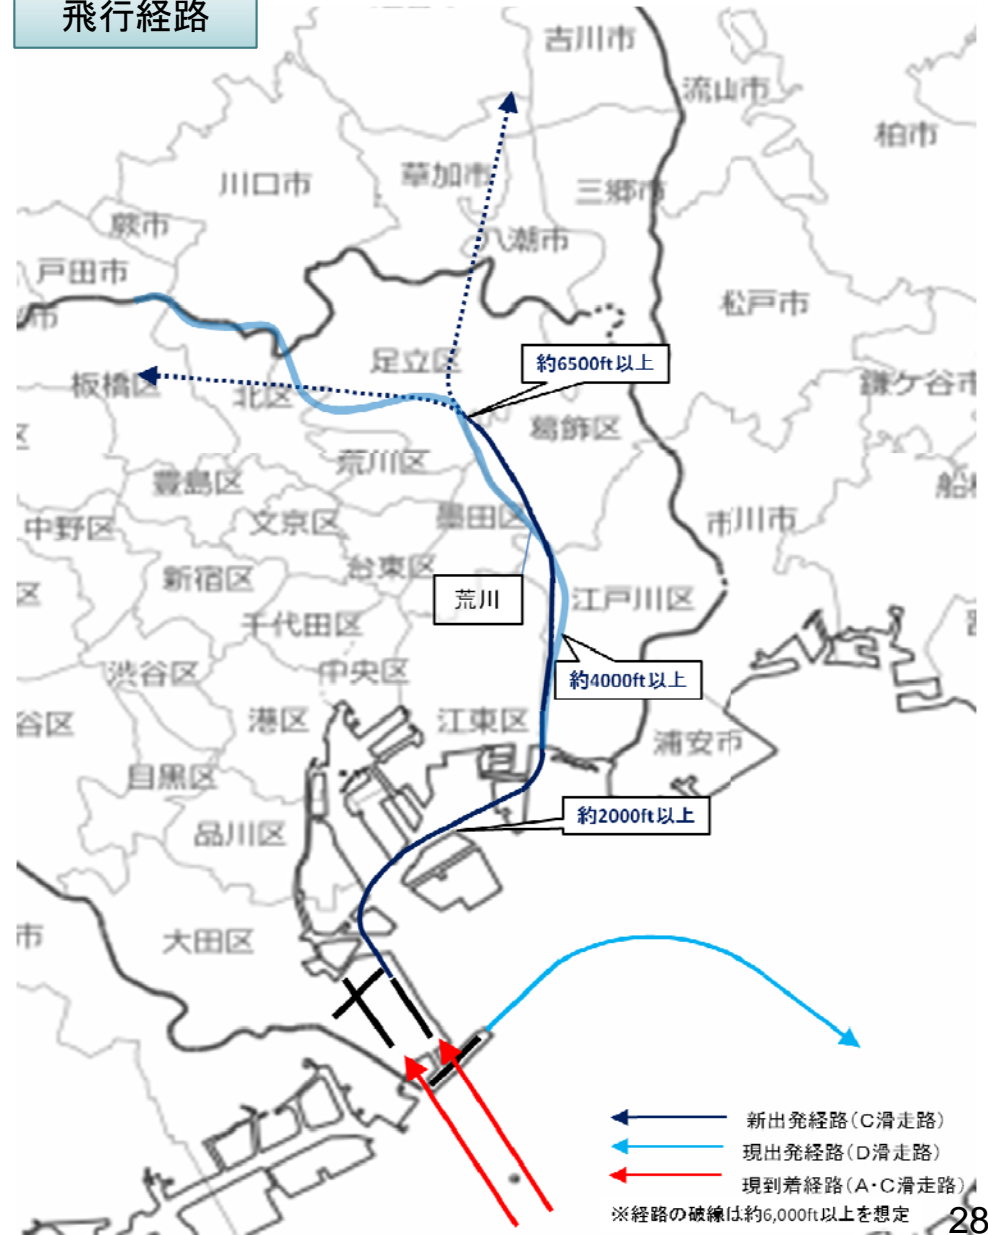 飛行経路
吉川市
流山市
柏市
川口市
草加市
三郷市
蕨市
八潮市
戸田市
松戸市
市
足立区
約6500ft以上
板橋区
北区
鎌ケ谷市
葛飾区
荒川区
豊島区
船
中野区
文京区
墨田区
市川市
台東区
新宿区
区
荒川
江戸川区
千代田区
渋谷区
中央区
約4000ft以上
谷区
港区
江東区
浦安市
目黒区
約2000ft以上
品川区
市
大田区
新出発経路(C滑走路)
現出発経路(D滑走路)
現到着経路(A・C滑走路)
※経路の破線は約6,000ft以上を想定
28